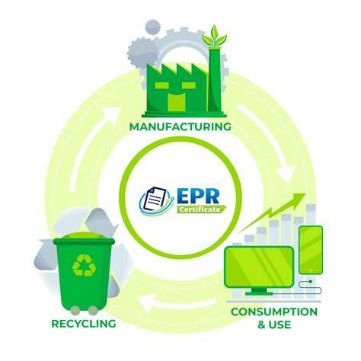 MANUFACTURING
EPR
Certificate
RECYCLING
CONSUMPTION
& USE